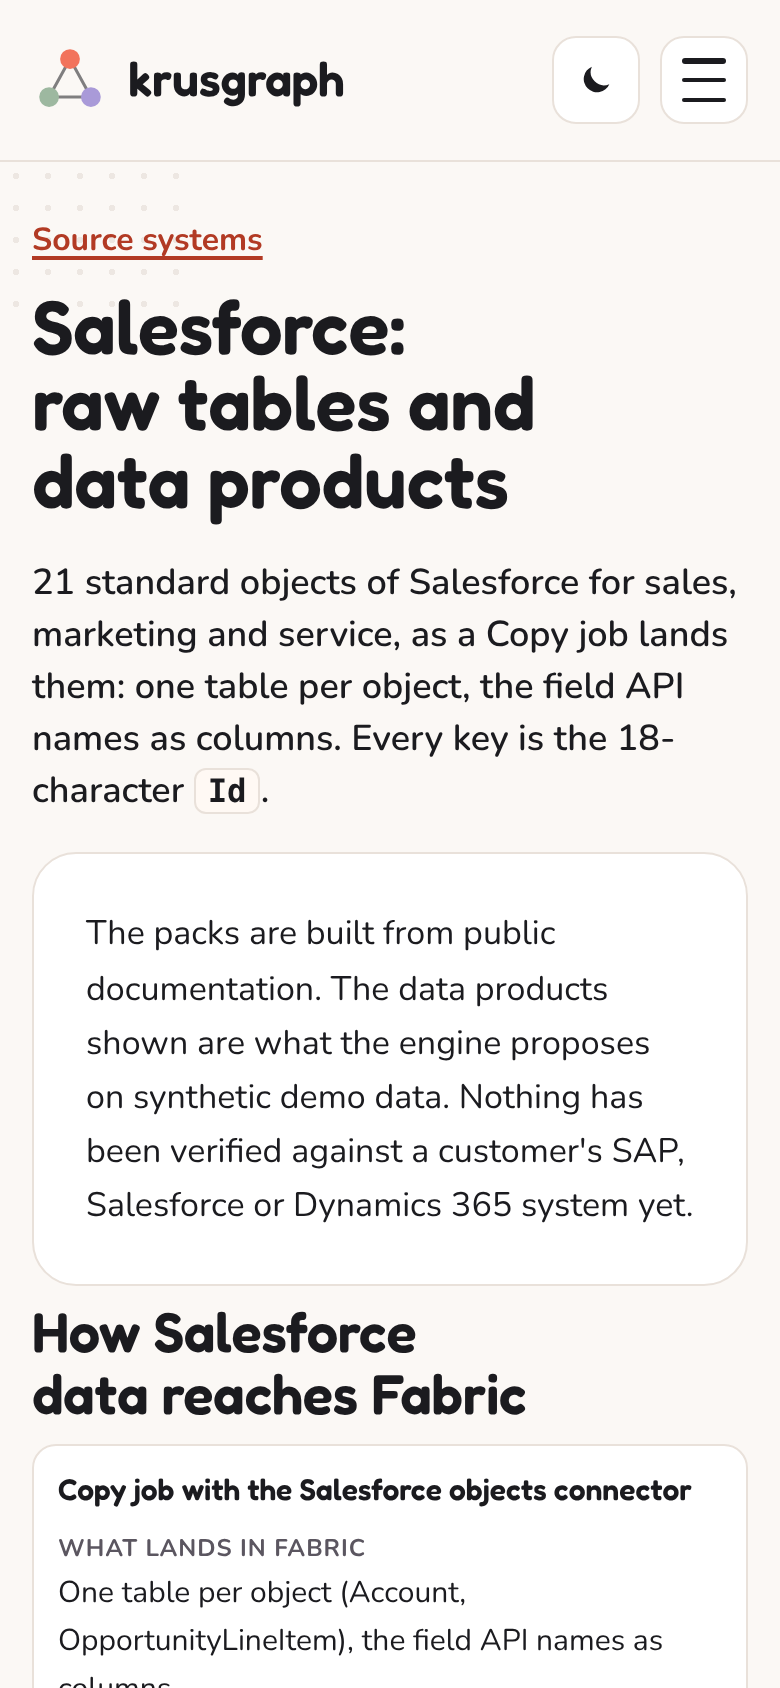 krusgraph
Source systems
Salesforce:
raw tables and
data products
21 standard objects of Salesforce for sales,
marketing and service, as a Copy job lands
them: one table per object, the field API
names as columns. Every key is the 18-
character Id.
The packs are built from public
documentation. The data products
shown are what the engine proposes
on synthetic demo data. Nothing has
been verified against a customer's SAP,
Salesforce or Dynamics 365 system yet.
How Salesforce
data reaches Fabric
Copy job with the Salesforce objects connector
WHAT LANDS IN FABRIC
One table per object (Account,
OpportunityLineItem), the field API names as
columns